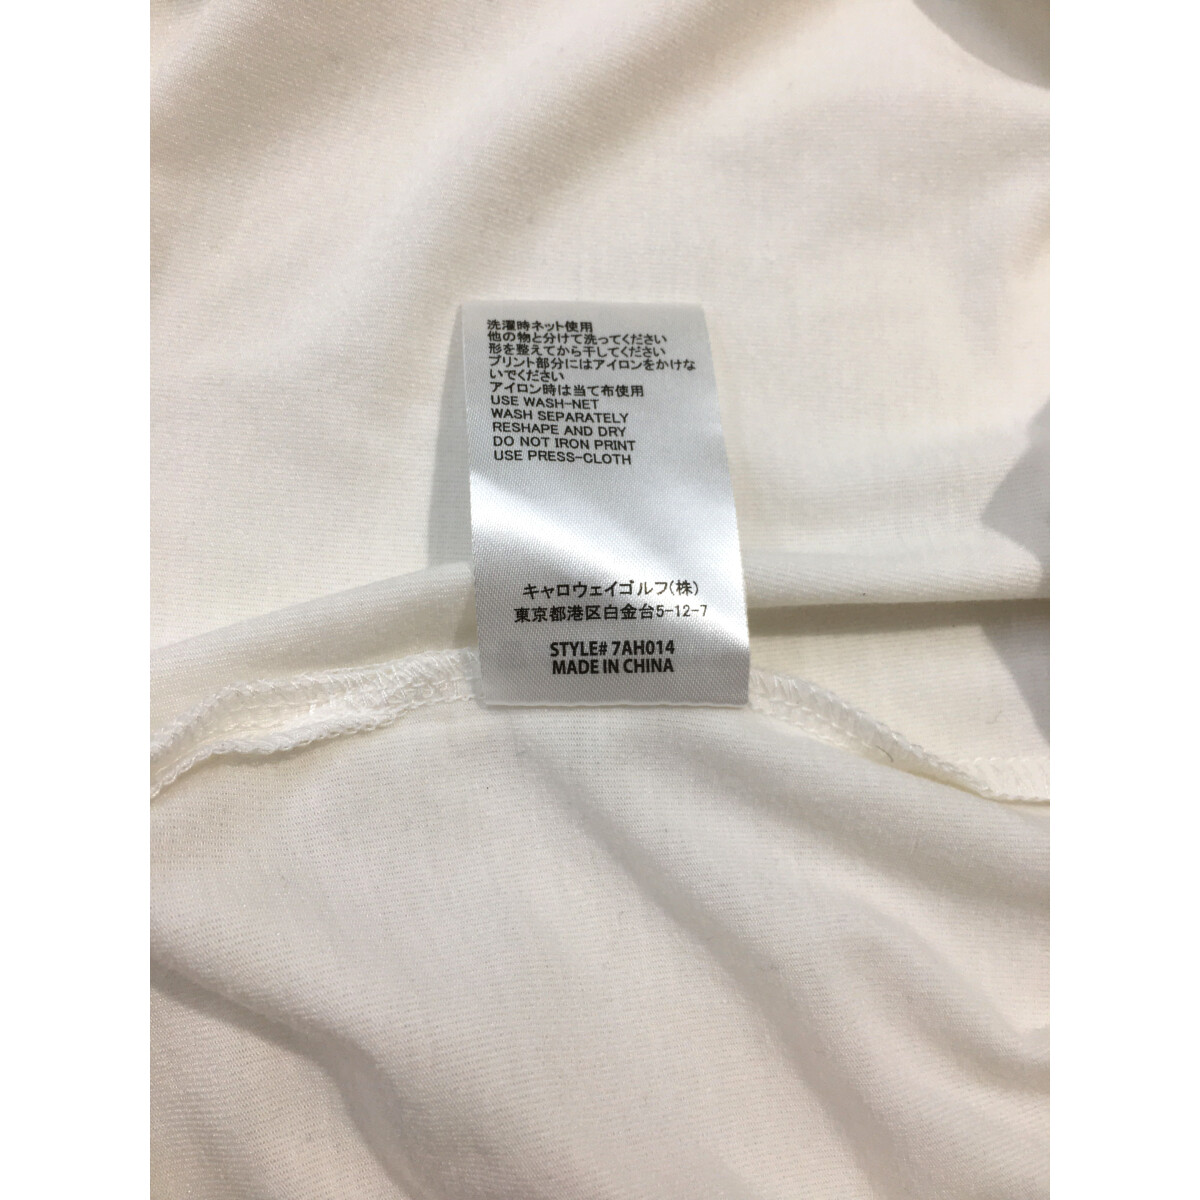 洗濯時ネット使用
他の物と分けて洗ってください
形を整えてから干してください
プリント部分にはアイロンをかけな
いでください
アイロン時は当て布使用
USE WASH-NET
WASH SEPARATELY
RESHAPE AND DRY
DO NOT IRON PRINT
USE PRESS-CLOTH
キャロウェイゴルフ(株)
東京都港区白金台5-12-7
STYLE# 7AH014
MADE IN CHINA